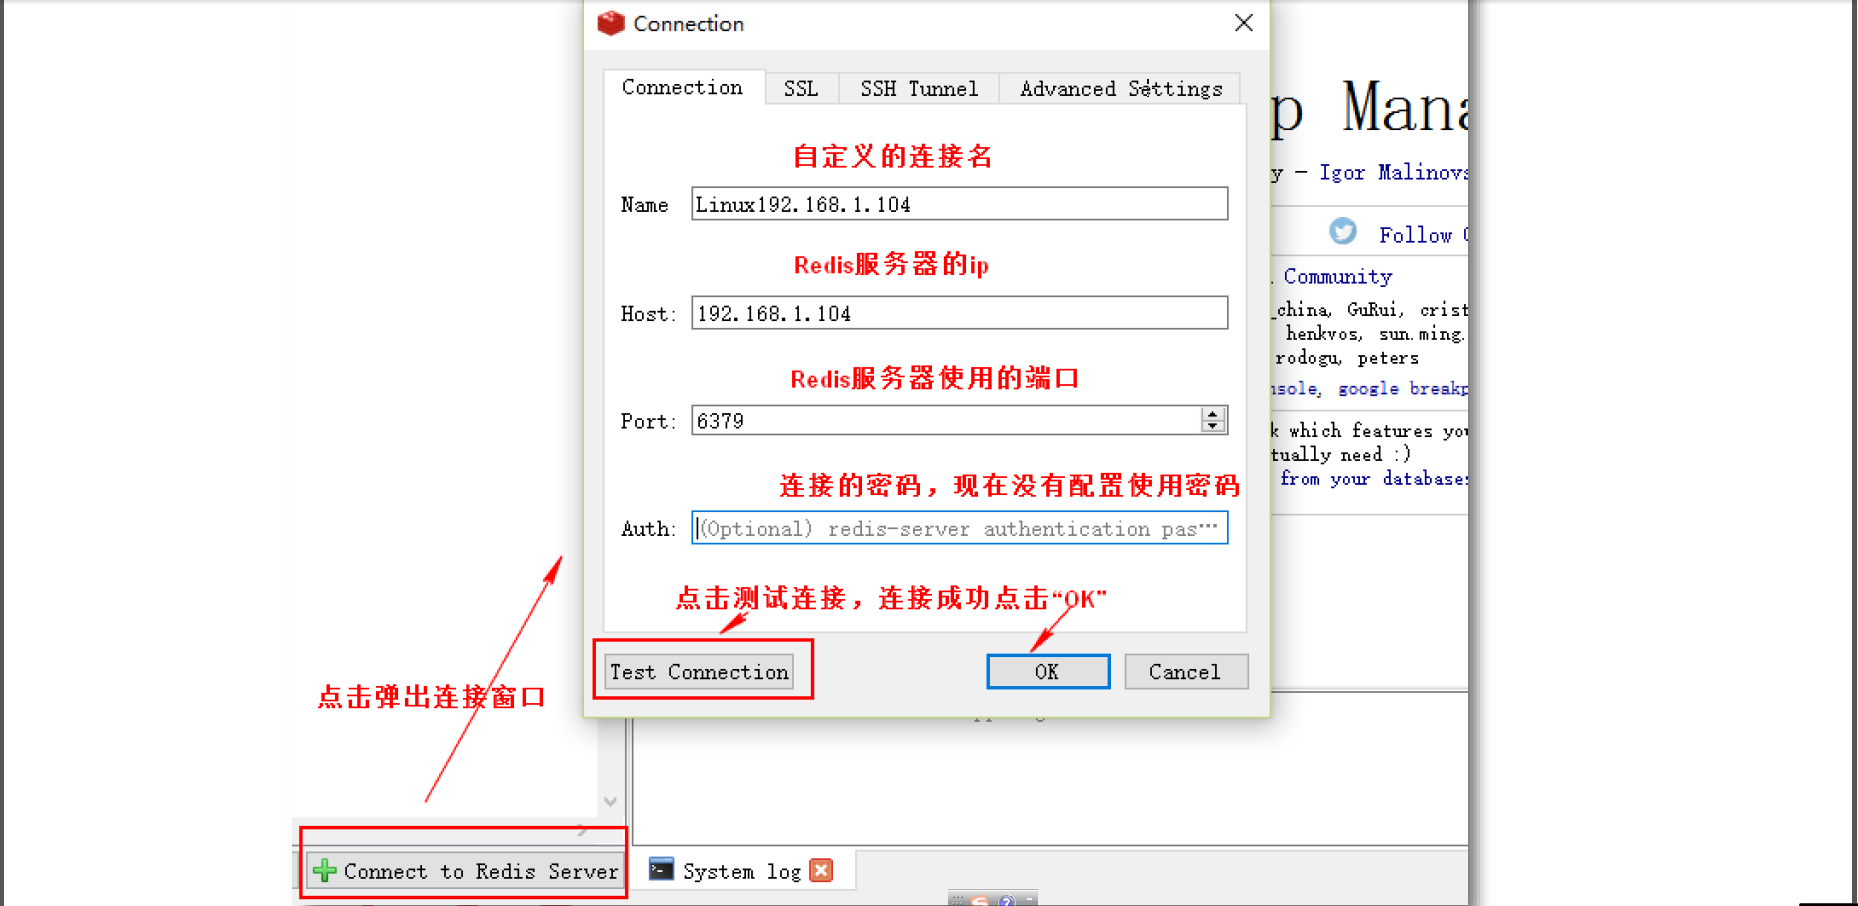 Connection
Connection
SSL
SSH Tunnel
Advanced Settings
p Mana
自定义的连接名
y — Igor Malinovs
Name
Linux192.168.1.104
Follow
Redis服务器的ip
Community
Host:
192.168.1.104
_china, GuRui, crist
henkvos, sun.ming.
rodogu, peters
Redis服务器使用的端口
nsole, google breakp
Port:
6379
k which features you
tually need :)
连接的密码，现在没有配置使用密码
from your databases
Auth:
(Optional) redis-server authentication pas…
点击测试连接，连接成功点击“OK”
Test Connection
OK
Cancel
点击弹出连接窗口
Connect to Redis Server
System log